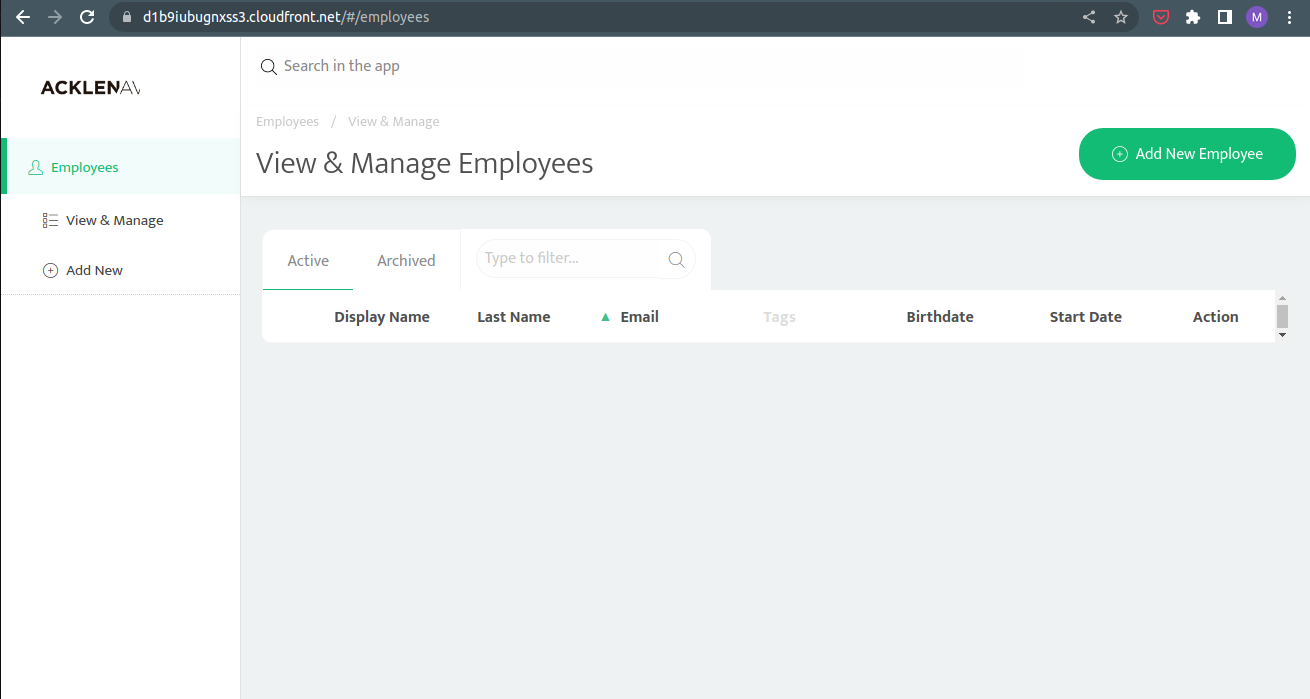 d1b9iubugnxss3.cloudfront.net/#/employees
M
ACKLENAV
Search in the app
Employees / View & Manage
View & Manage Employees
Add New Employee
Employees
View & Manage
Add New
Active Archived Type to filter...
Display Name Last Name Email Tags Birthdate Start Date Action